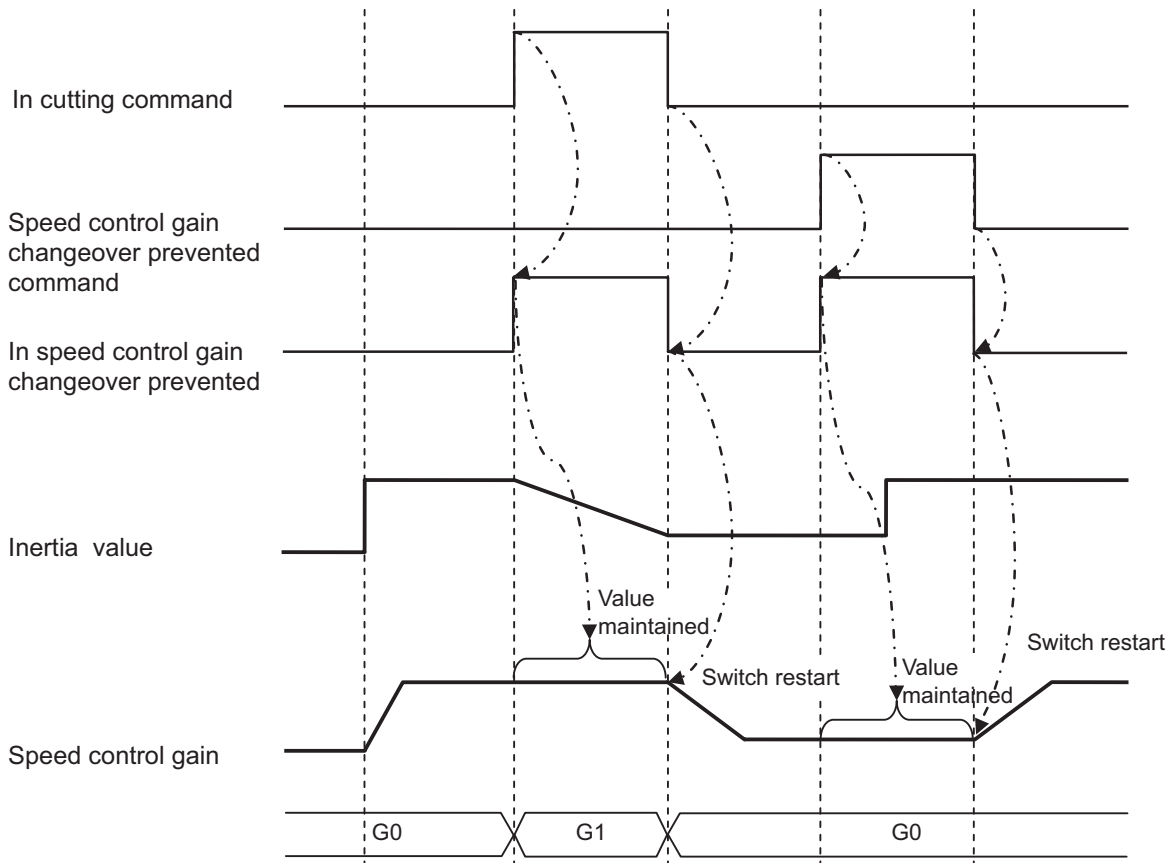 In cutting command
Speed control gain
changeover prevented
command
In speed control gain
changeover prevented
Inertia value
Value
maintained
Switch restart
Switch restart
Value
maintained
Speed control gain
G0
G1
G0